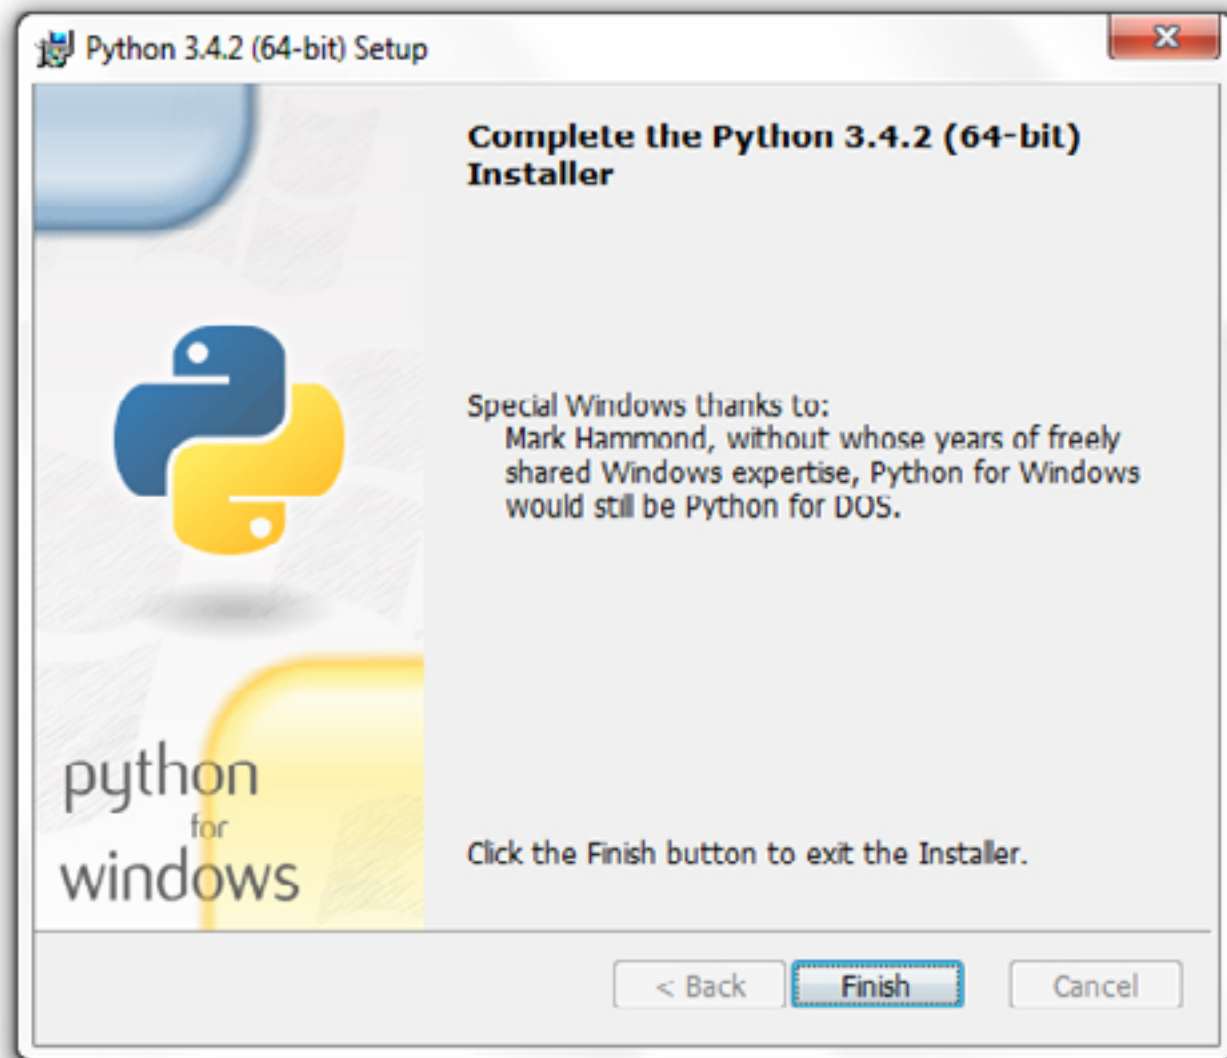 Python 3.4.2 (64-bit) Setup
Complete the Python 3.4.2 (64-bit)
Installer
Special Windows thanks to:
Mark Hammond, without whose years of freely
shared Windows expertise, Python for Windows
would still be Python for DOS.
python
for
windows
Click the Finish button to exit the Installer.
< Back
Finish
Cancel